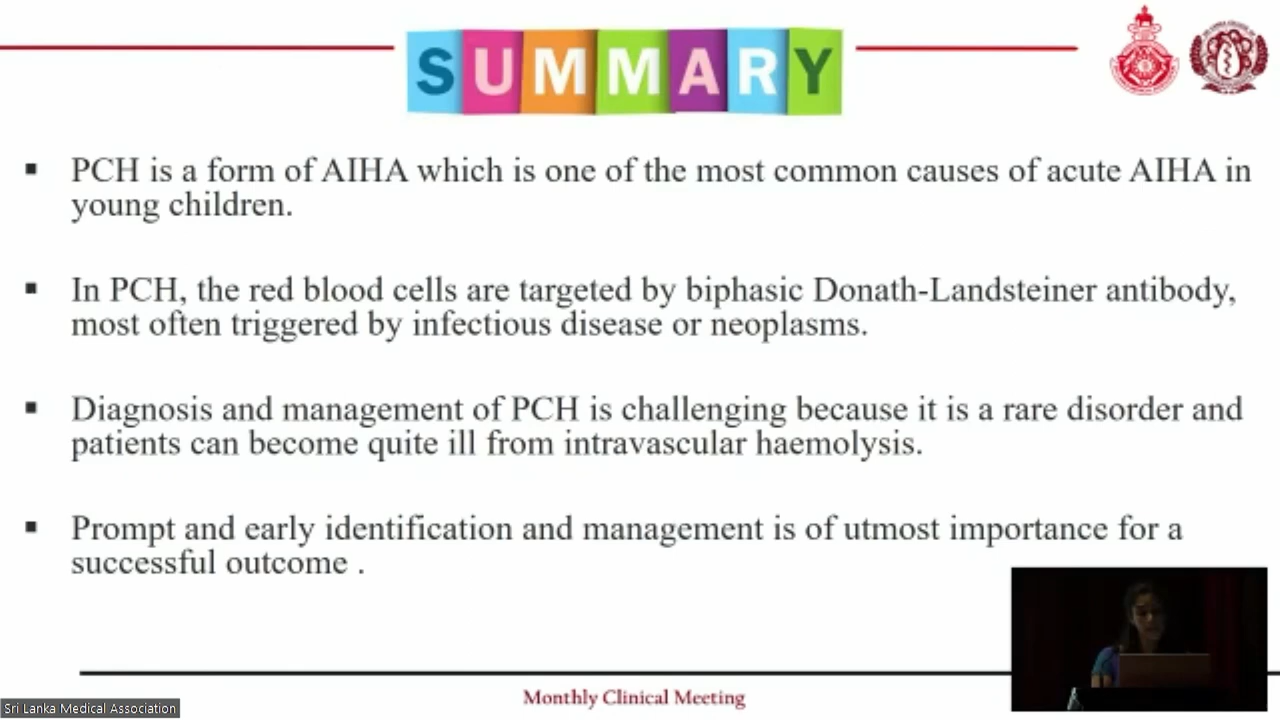 SUMMARY
▪ PCH is a form of AIHA which is one of the most common causes of acute AIHA in
young children.
▪ In PCH, the red blood cells are targeted by biphasic Donath-Landsteiner antibody,
most often triggered by infectious disease or neoplasms.
▪ Diagnosis and management of PCH is challenging because it is a rare disorder and
patients can become quite ill from intravascular haemolysis.
▪ Prompt and early identification and management is of utmost importance for a
successful outcome .
Monthly Clinical Meeting
Sri Lanka Medical Association